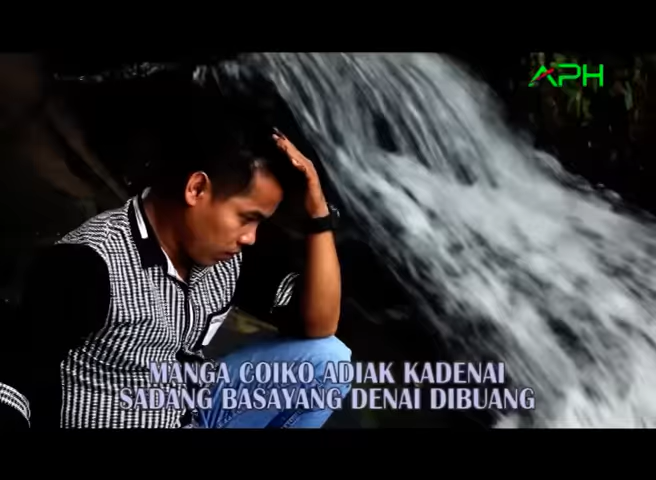 APH
MANGA COIKO ADIAK KADENAI
SADANG BASAYANG DENAI DIBUANG